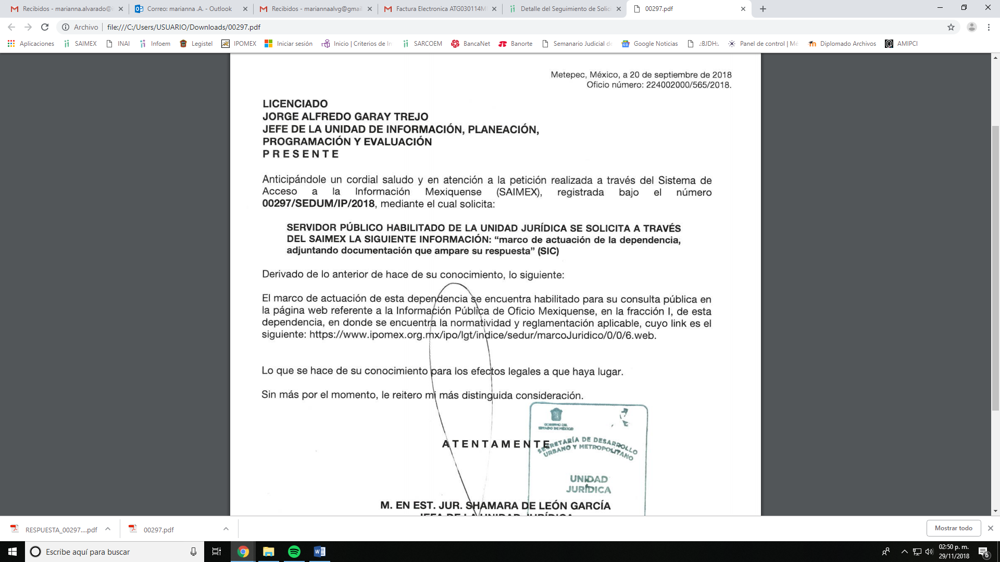 Recibidos - marianna.alvarado@i
Correo: marianna .A. - Outlook
Recibidos - mariannaalvg@gmai
Factura Electronica ATG030114M
Detalle del Seguimiento de Solici
00297.pdf
Archivo
file:///C:/Users/USUARIO/Downloads/00297.pdf
Aplicaciones
SAIMEX
INAI
Infoem
Legistel
IPOMEX
Iniciar sesión
Inicio | Criterios de In
SARCOEM
BancaNet
Banorte
Semanario Judicial de
Google Noticias
.:BJDH:.
Panel de control | Mé
Diplomado Archivos
AMIPCI
Metepec, México, a 20 de septiembre de 2018
Oficio número: 224002000/565/2018.
LICENCIADO
JORGE ALFREDO GARAY TREJO
JEFE DE LA UNIDAD DE INFORMACIÓN, PLANEACIÓN,
PROGRAMACIÓN Y EVALUACIÓN
P R E S E N T E
Anticipándole un cordial saludo y en atención a la petición realizada a través del Sistema de
Acceso a la Información Mexiquense (SAIMEX), registrada bajo el número
00297/SEDUM/IP/2018, mediante el cual solicita:
SERVIDOR PÚBLICO HABILITADO DE LA UNIDAD JURÍDICA SE SOLICITA A TRAVÉS
DEL SAIMEX LA SIGUIENTE INFORMACIÓN: “marco de actuación de la dependencia,
adjuntando documentación que ampare su respuesta” (SIC)
Derivado de lo anterior de hace de su conocimiento, lo siguiente:
El marco de actuación de esta dependencia se encuentra habilitado para su consulta pública en
la página web referente a la Información Pública de Oficio Mexiquense, en la fracción I, de esta
dependencia, en donde se encuentra la normatividad y reglamentación aplicable, cuyo link es el
siguiente: https://www.ipomex.org.mx/ipo/lgt/indice/sedur/marcoJuridico/0/0/6.web.
Lo que se hace de su conocimiento para los efectos legales a que haya lugar.
Sin más por el momento, le reitero mi más distinguida consideración.
GOBIERNO DEL
ESTADO DE MÉXICO
A T E N T A M E N T E
SECRETARÍA DE DESARROLLO
URBANO Y METROPOLITANO
UNIDAD
JURÍDICA
M. EN EST. JUR. SHAMARA DE LEÓN GARCÍA
JEFA DE LA UNIDAD JURÍDICA
RESPUESTA_00297....pdf
00297.pdf
Mostrar todo
Escribe aquí para buscar
02:50 p. m.
29/11/2018
6